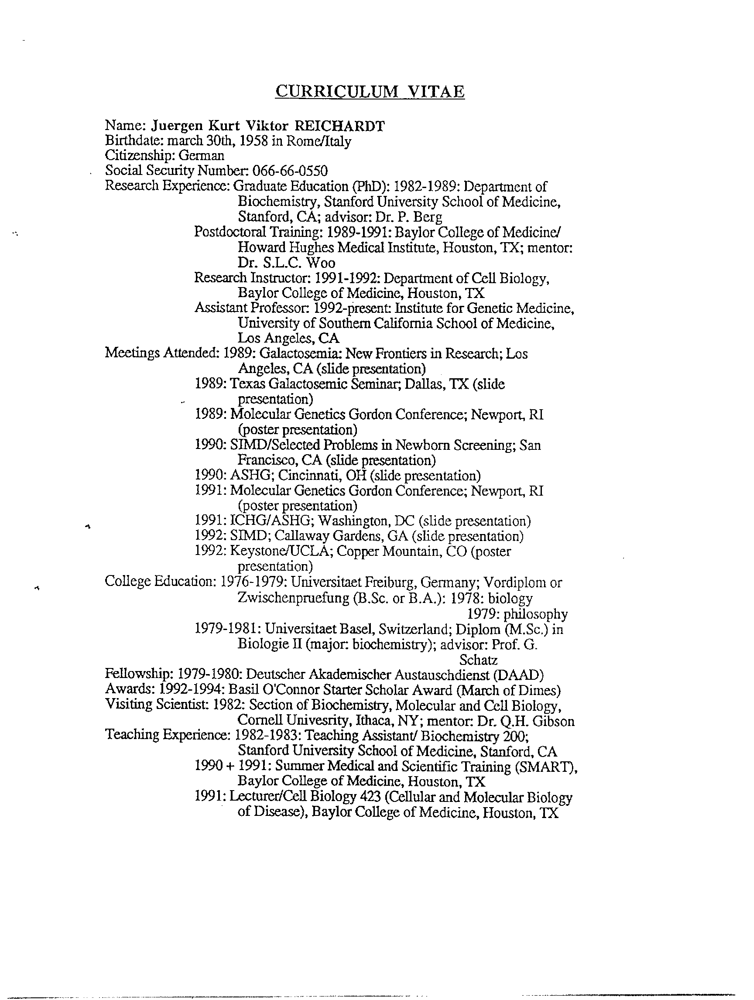 CURRICULUM VITAE
Name: Juergen Kurt Viktor REICHARDT
Birthdate: march 30th, 1958 in Rome/Italy
Citizenship: German
Social Security Number: 066-66-0550
Research Experience: Graduate Education (PhD): 1982-1989: Department of
Biochemistry, Stanford University School of Medicine,
Stanford, CA; advisor: Dr. P. Berg
Postdoctoral Training: 1989-1991: Baylor College of Medicine/
Howard Hughes Medical Institute, Houston, TX; mentor:
Dr. S.L.C. Woo
Research Instructor: 1991-1992: Department of Cell Biology,
Baylor College of Medicine, Houston, TX
Assistant Professor: 1992-present: Institute for Genetic Medicine,
University of Southern California School of Medicine,
Los Angeles, CA
Meetings Attended: 1989: Galactosemia: New Frontiers in Research; Los
Angeles, CA (slide presentation)
1989: Texas Galactosemic Seminar; Dallas, TX (slide
presentation)
1989: Molecular Genetics Gordon Conference; Newport, RI
(poster presentation)
1990: SIMD/Selected Problems in Newborn Screening; San
Francisco, CA (slide presentation)
1990: ASHG; Cincinnati, OH (slide presentation)
1991: Molecular Genetics Gordon Conference; Newport, RI
(poster presentation)
1991: ICHG/ASHG; Washington, DC (slide presentation)
1992: SIMD; Callaway Gardens, GA (slide presentation)
1992: Keystone/UCLA; Copper Mountain, CO (poster
presentation)
College Education: 1976-1979: Universitaet Freiburg, Germany; Vordiplom or
Zwischenpruefung (B.Sc. or B.A.): 1978: biology
1979: philosophy
1979-1981: Universitaet Basel, Switzerland; Diplom (M.Sc.) in
Biologie II (major: biochemistry); advisor: Prof. G.
Schatz
Fellowship: 1979-1980: Deutscher Akademischer Austauschdienst (DAAD)
Awards: 1992-1994: Basil O'Connor Starter Scholar Award (March of Dimes)
Visiting Scientist: 1982: Section of Biochemistry, Molecular and Cell Biology,
Cornell Univesrity, Ithaca, NY; mentor: Dr. Q.H. Gibson
Teaching Experience: 1982-1983: Teaching Assistant/ Biochemistry 200;
Stanford University School of Medicine, Stanford, CA
1990 + 1991: Summer Medical and Scientific Training (SMART),
Baylor College of Medicine, Houston, TX
1991: Lecturer/Cell Biology 423 (Cellular and Molecular Biology
of Disease), Baylor College of Medicine, Houston, TX